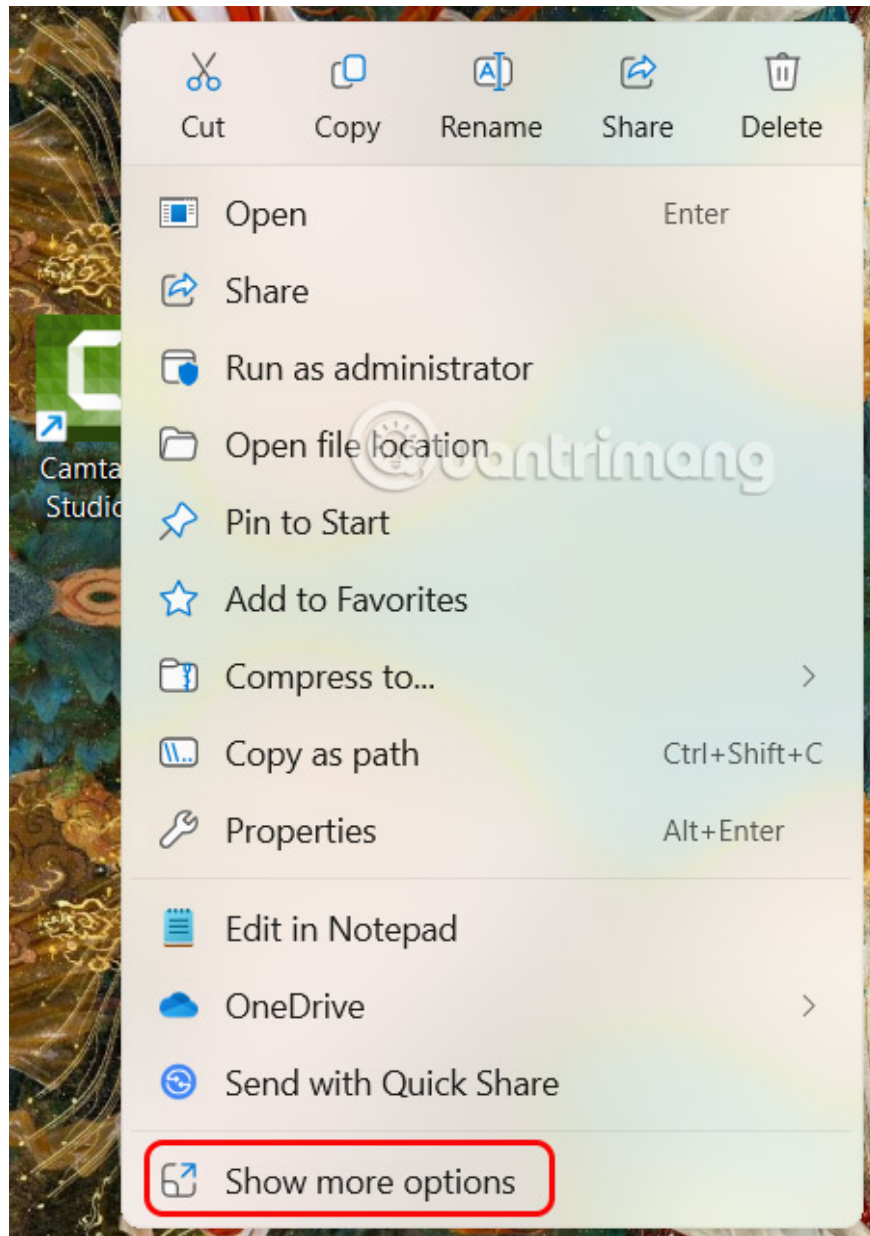 Cut Copy Rename Share Delete
Open Enter
Share
Run as administrator
Open file location
Quantrimang
Camta
Studio
Pin to Start
Add to Favorites
Compress to...
Copy as path Ctrl+Shift+C
Properties Alt+Enter
Edit in Notepad
OneDrive
Send with Quick Share
Show more options